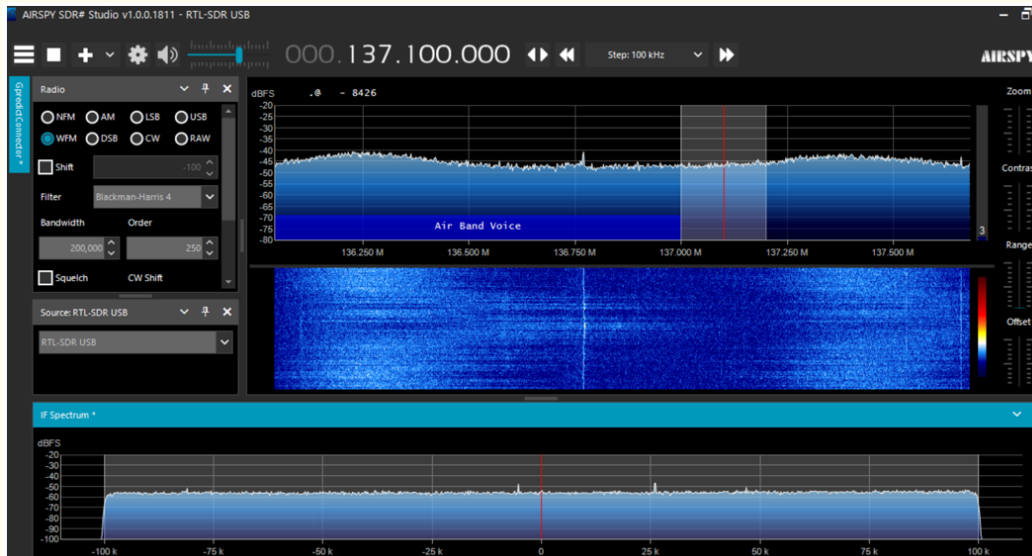 AIRSPY SDR# Studio v1.0.0.1811 - RTL-SDR USB
000.137.100.000
Step: 100 kHz
AIRSPY
Gpredict Connector *
Radio
NFM AM LSB USB
WFM DSB CW RAW
Shift -100
Filter Blackman-Harris 4
Bandwidth Order
200,000 250
Squelch CW Shift
Source: RTL-SDR USB
RTL-SDR USB
dBFS .@ - 8426
-20
-25
-30
-35
-40
-45
-50
-55
-60
-65
-70
-75
-80
Air Band Voice
3
136.250 M 136.500 M 136.750 M 137.000 M 137.250 M 137.500 M
Zoom
Contras
Range
Offset
IF Spectrum *
dBFS
-20
-30
-40
-50
-60
-70
-80
-90
-100
-100 k -75 k -50 k -25 k 0 25 k 50 k 75 k 100 k